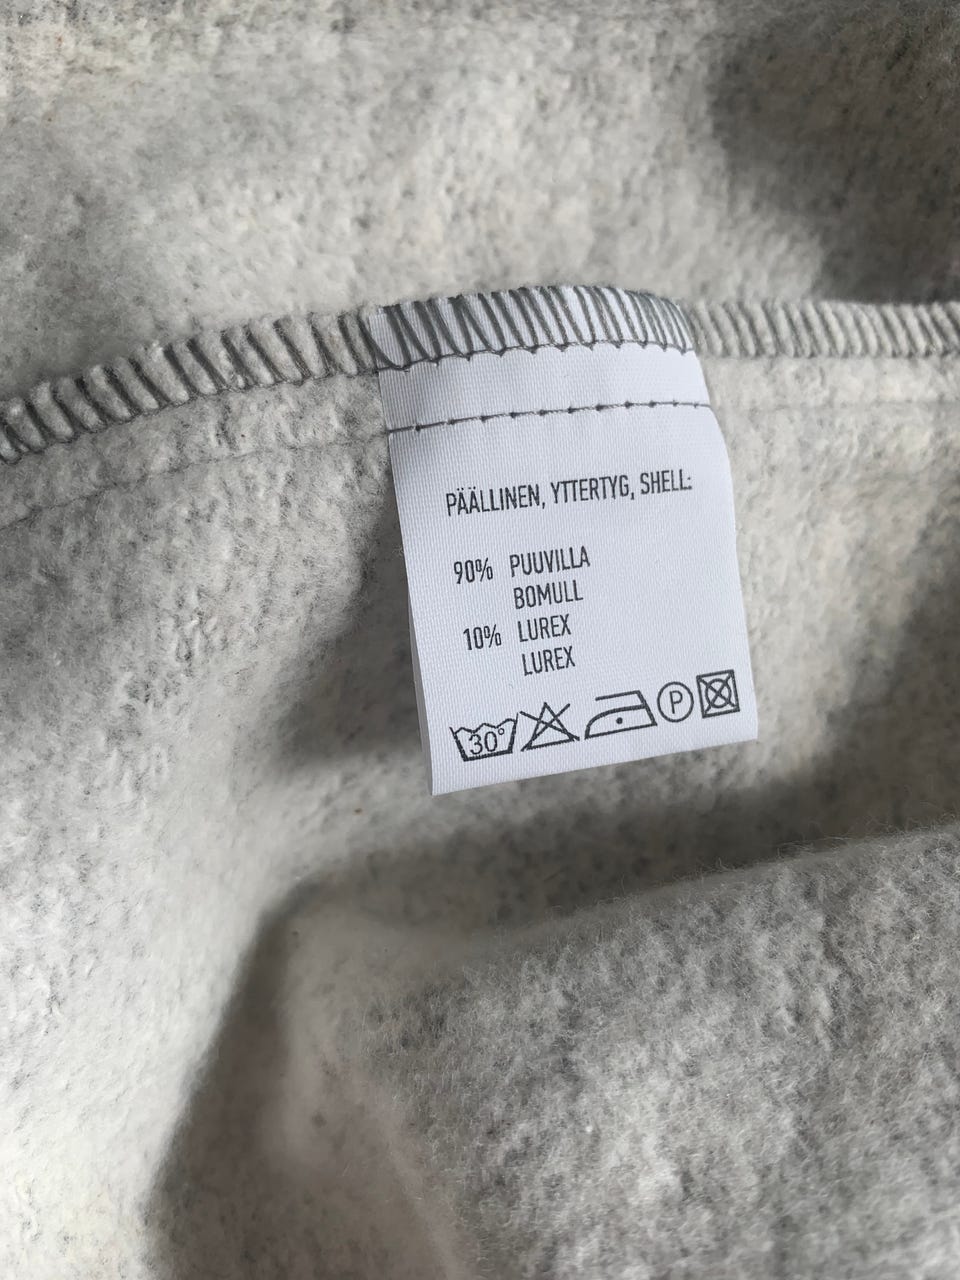 PÄÄLLINEN, YTTERTYG, SHELL:
90% PUUVILLA
BOMULL
10% LUREX
LUREX
30° P